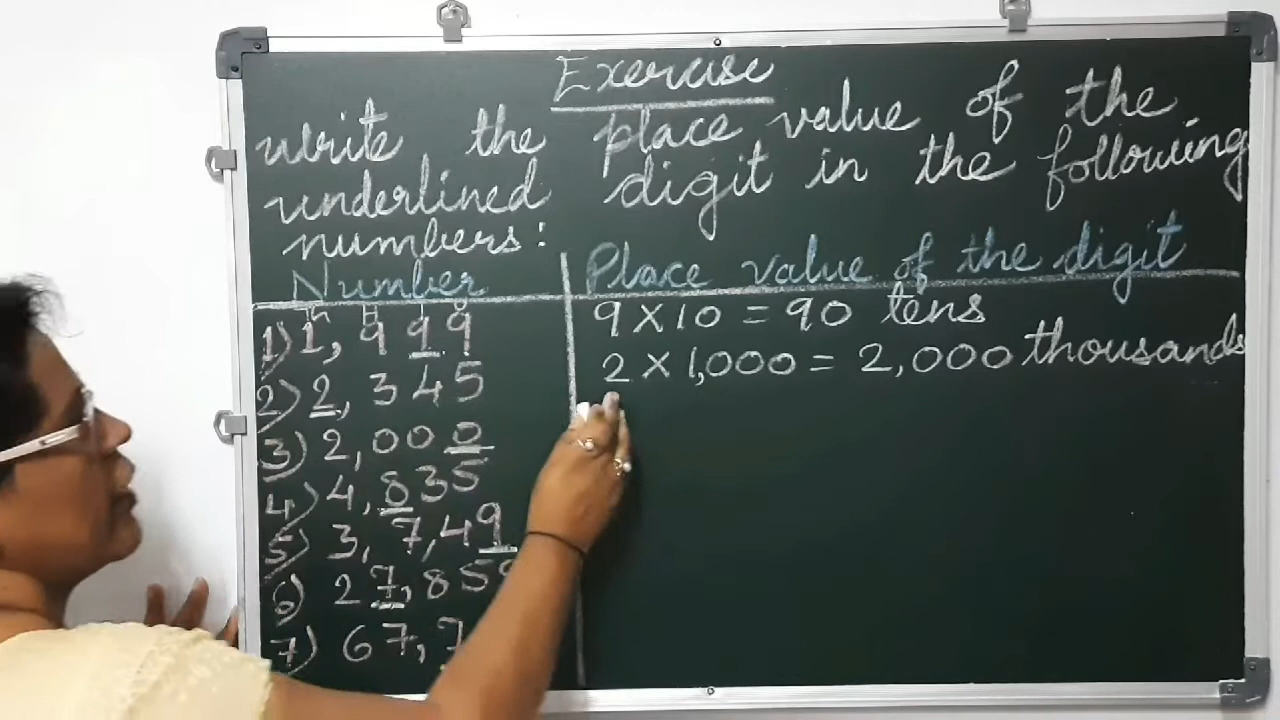 Exercise
write the place value of the
underlined digit in the following
numbers:
Number Place value of the digit
Th H T O
1) 1, 9 9 9 9 X 10 = 90 tens
2) 2, 3 4 5 2 X 1,000 = 2,000 thousands
3) 2, 0 0 0
4) 4, 8 3 5
5) 3, 7, 4 9
6) 2 7, 8 5
7) 6 7, 7